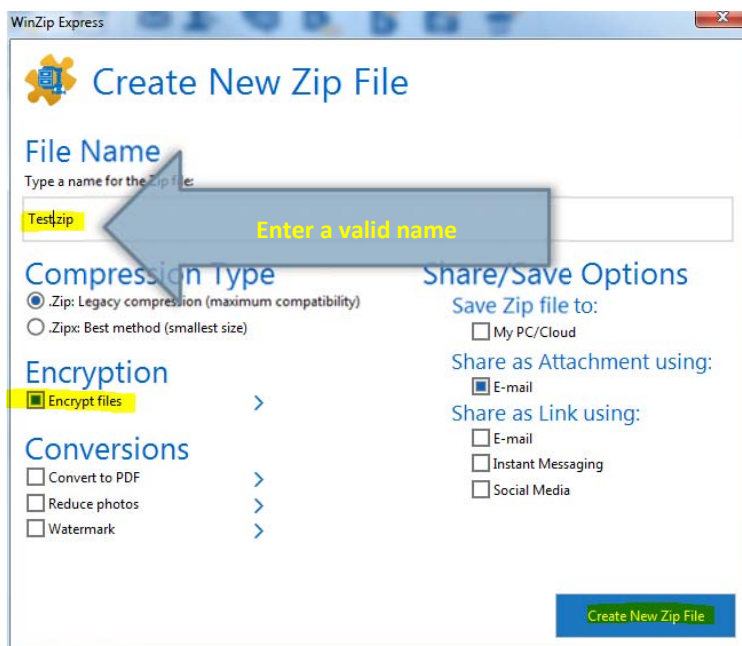 WinZip Express
Create New Zip File
File Name
Type a name for the Zip file:
Test.zip
Enter a valid name
Compression Type
.Zip: Legacy compression (maximum compatibility)
.Zipx: Best method (smallest size)
Encryption
Encrypt files
Conversions
Convert to PDF
Reduce photos
Watermark
Share/Save Options
Save Zip file to:
My PC/Cloud
Share as Attachment using:
E-mail
Share as Link using:
E-mail
Instant Messaging
Social Media
Create New Zip File